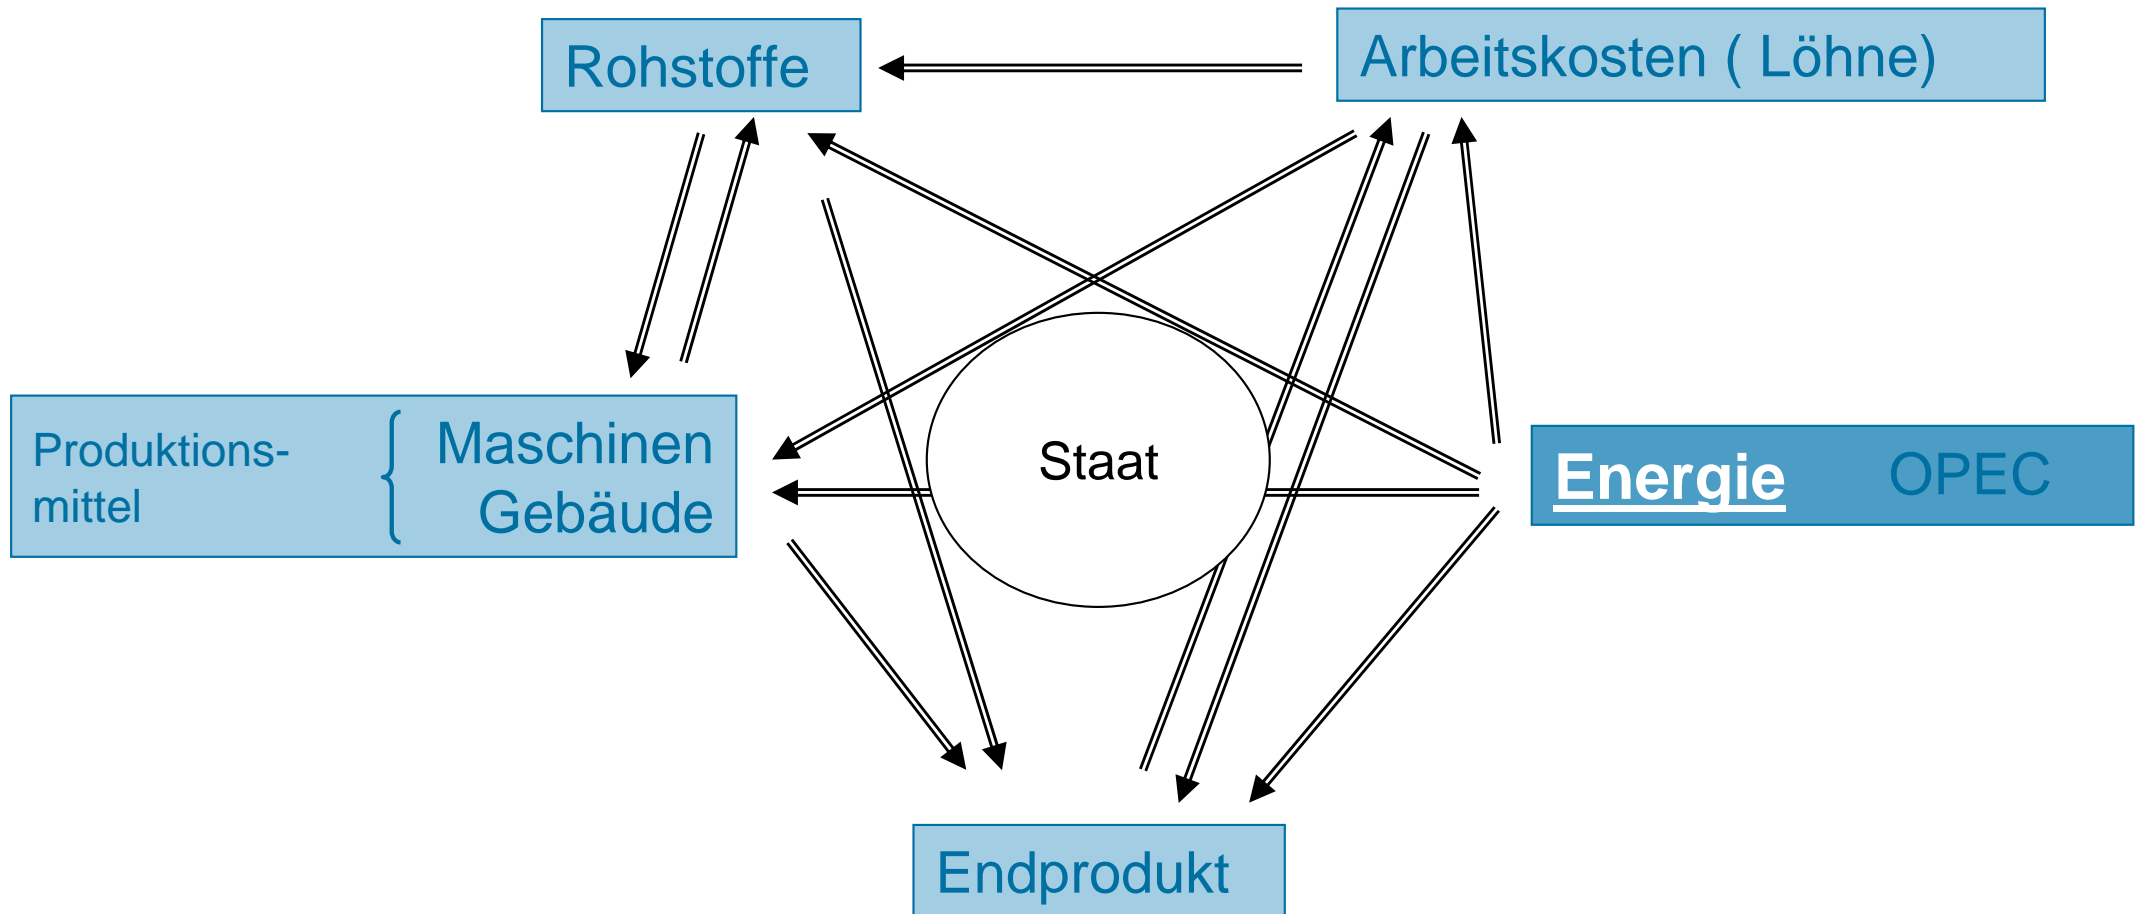 Rohstoffe
Arbeitskosten ( Löhne)
Produktions-
mittel
Maschinen
Gebäude
Staat
Energie OPEC
Endprodukt